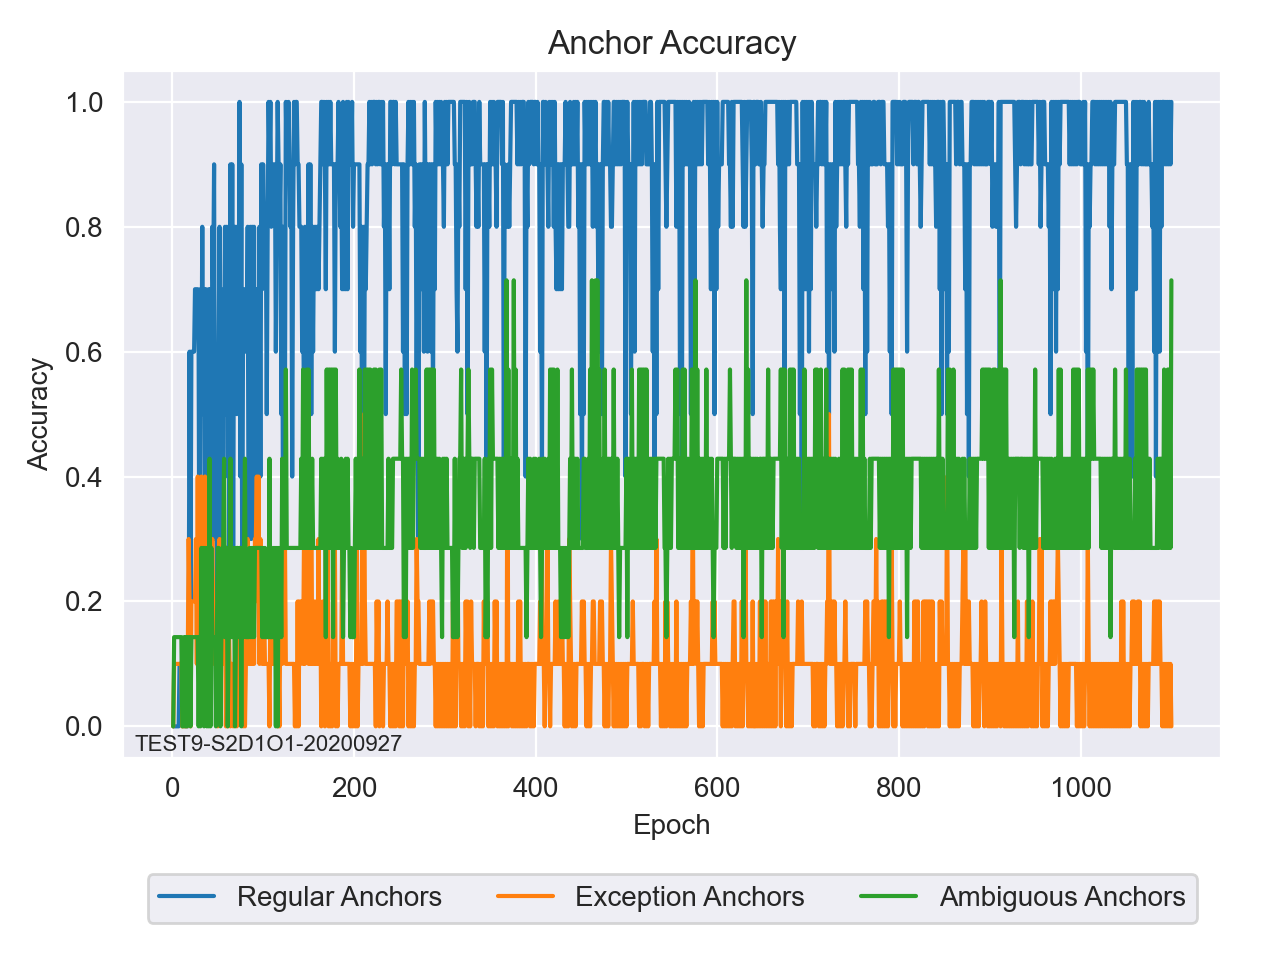 Anchor Accuracy
Accuracy
1.0
0.8
0.6
0.4
0.2
0.0
TEST9-S2D1O1-20200927
0 200 400 600 800 1000
Epoch
Regular Anchors Exception Anchors Ambiguous Anchors